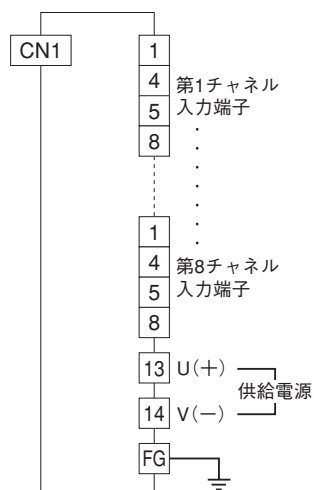 CN1
1
4
5
8
第1チャネル
入力端子
1
4
5
8
第8チャネル
入力端子
13 U(+)
14 V(−)
供給電源
FG